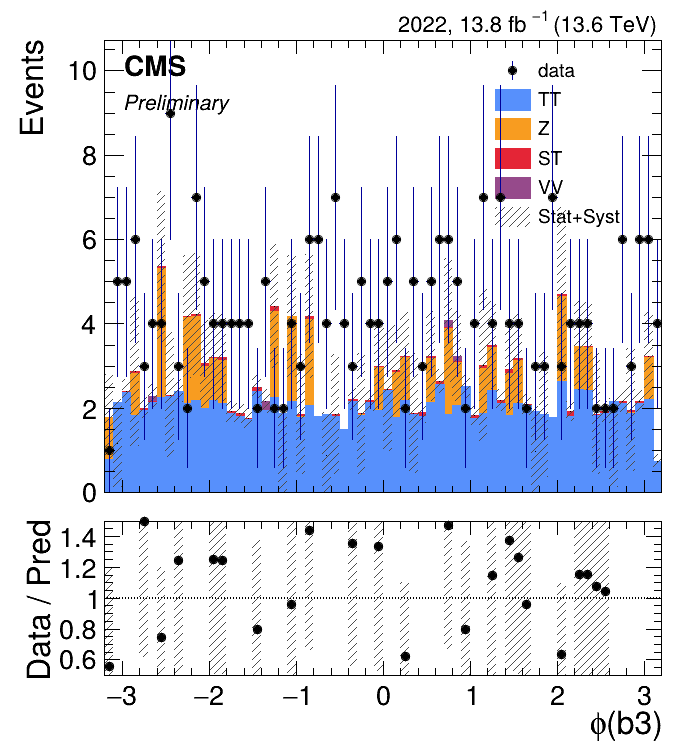 2022, 13.8 fb⁻¹ (13.6 TeV)
Events
CMS
Preliminary
data
TT
Z
ST
VV
Stat+Syst
10
8
6
4
2
0
Data / Pred
1.4
1.2
1
0.8
0.6
−3 −2 −1 0 1 2 3
ϕ(b3)